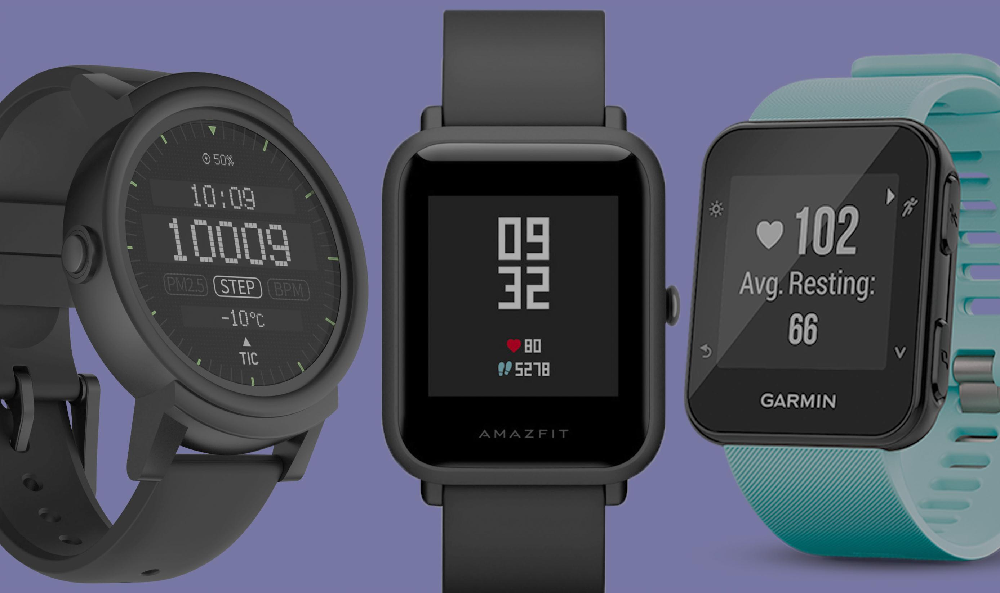 50%
10:09
10009
PM2.5 STEP BPM
-10°C
TIC
09
32
80
5278
AMAZFIT
102
Avg. Resting:
66
GARMIN